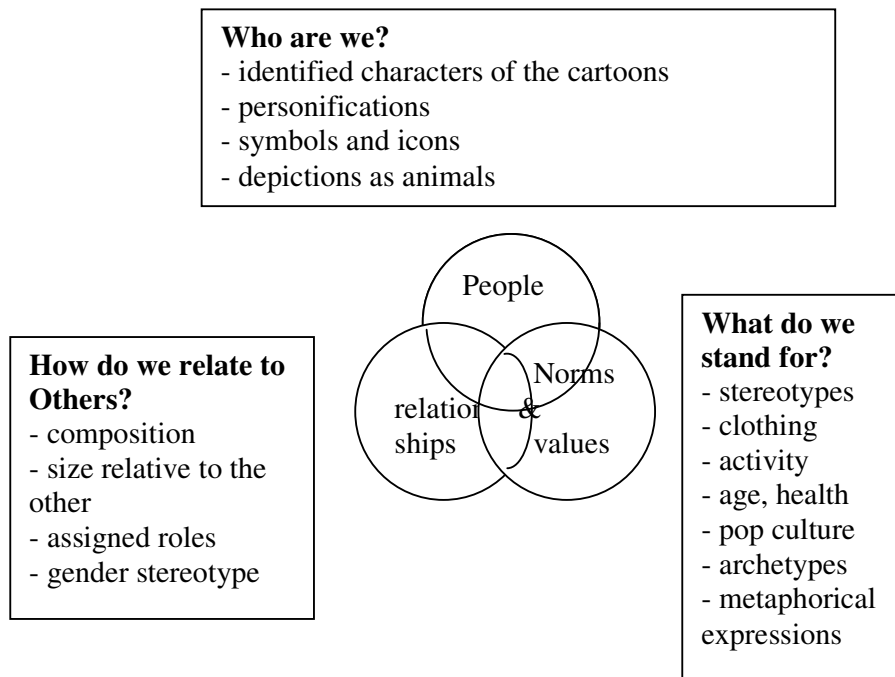 Who are we?
- identified characters of the cartoons
- personifications
- symbols and icons
- depictions as animals
People
How do we relate to
Others?
- composition
- size relative to the
other
- assigned roles
- gender stereotype
relation
ships
Norms
&
values
What do we
stand for?
- stereotypes
- clothing
- activity
- age, health
- pop culture
- archetypes
- metaphorical
expressions